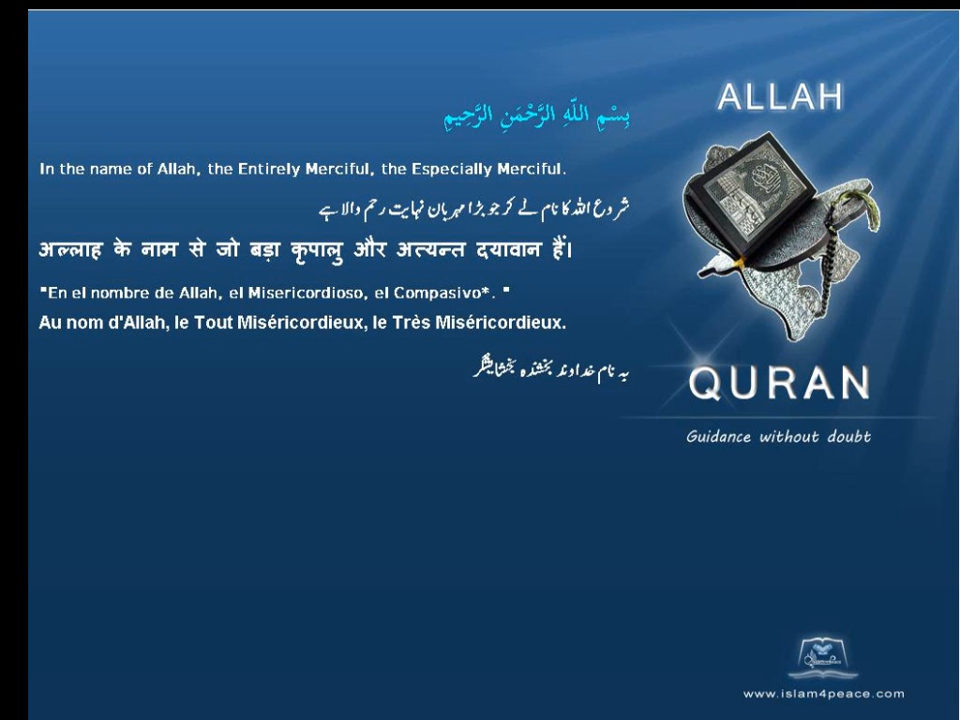 بِسْمِ اللّهِ الرَّحْمَنِ الرَّحِيمِ
In the name of Allah, the Entirely Merciful, the Especially Merciful.
شروع اللہ کا نام لے کر جو بڑا مہربان نہایت رحم والا ہے
अल्लाह के नाम से जो बड़ा कृपालु और अत्यन्त दयावान हैं।
"En el nombre de Allah, el Misericordioso, el Compasivo*. "
Au nom d'Allah, le Tout Miséricordieux, le Très Miséricordieux.
به نام خداوند بخشنده بخشایشگر
ALLAH
QURAN
Guidance without doubt
www.islam4peace.com